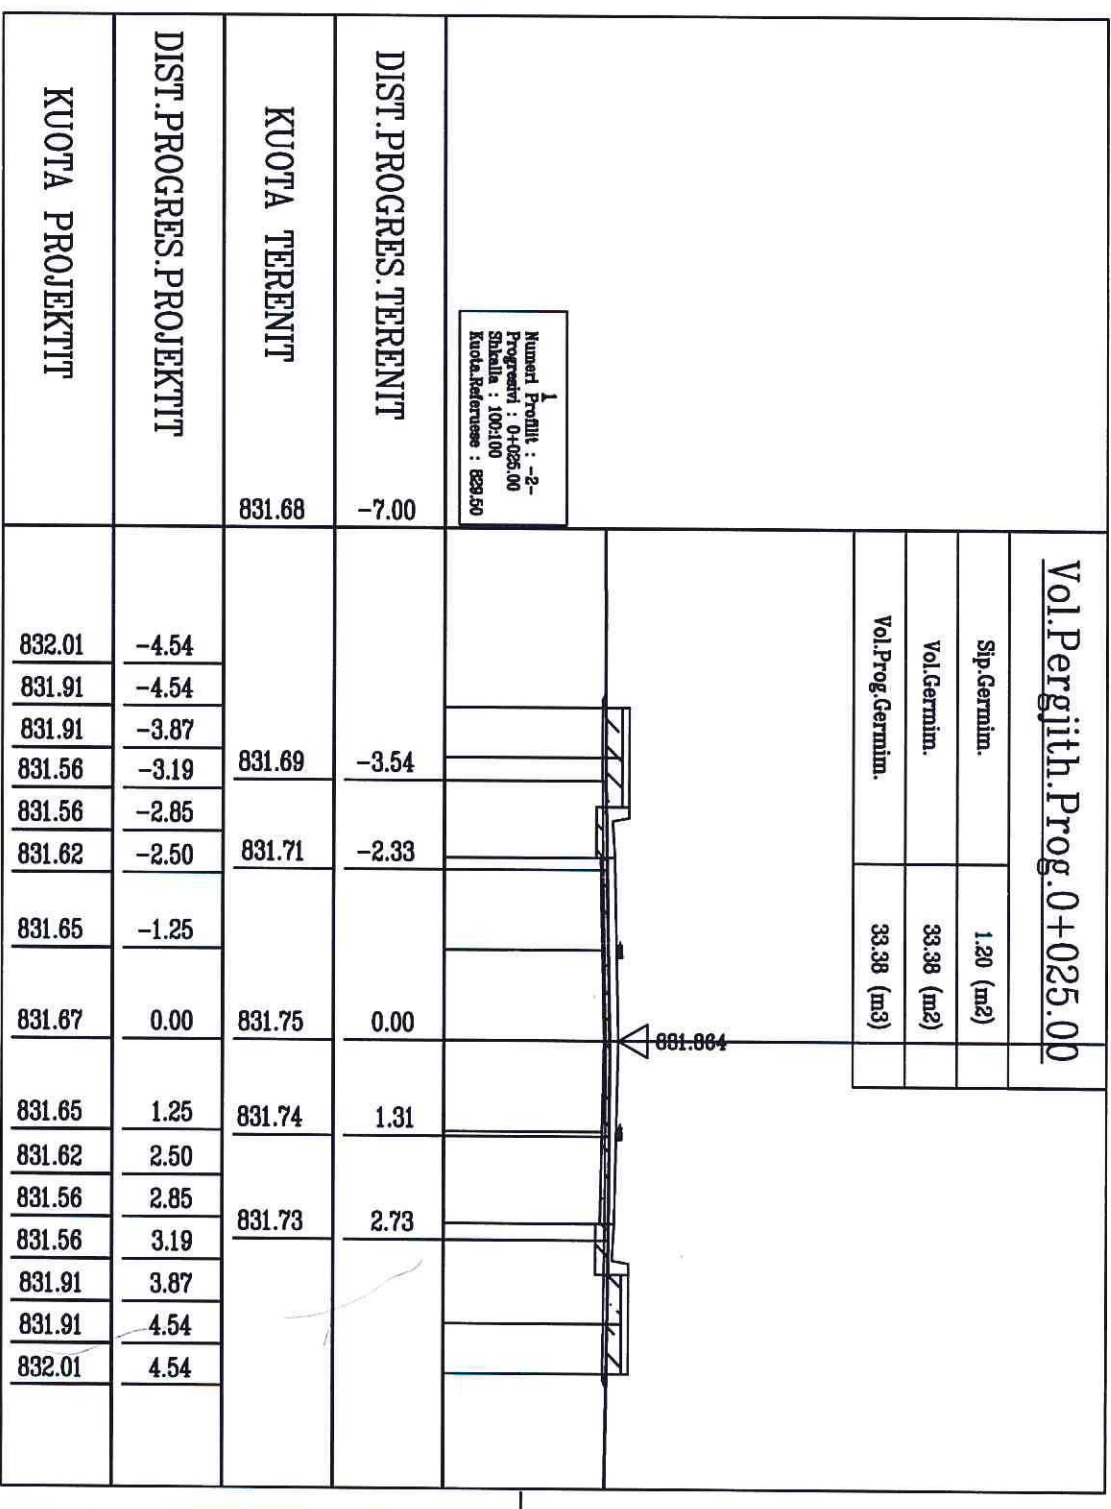 Vol.Pergjith.Prog.0+025.00
Sip.Germim. 1.20 (m2)
Vol.Germim. 33.38 (m2)
Vol.Prog.Germim. 33.38 (m3)
831.864
1
Numeri Profilit : -2-
Progresivi : 0+025.00
Shkalla : 100:100
Kuota.Referuese : 829.50
DIST.PROGRES.TERENIT -7.00 -3.54 -2.33 0.00 1.31 2.73
KUOTA TERENIT 831.68 831.69 831.71 831.75 831.74 831.73
DIST.PROGRES.PROJEKTIT -4.54 -4.54 -3.87 -3.19 -2.85 -2.50 -1.25 0.00 1.25 2.50 2.85 3.19 3.87 4.54 4.54
KUOTA PROJEKTIT 832.01 831.91 831.91 831.56 831.56 831.62 831.65 831.67 831.65 831.62 831.56 831.56 831.91 831.91 832.01